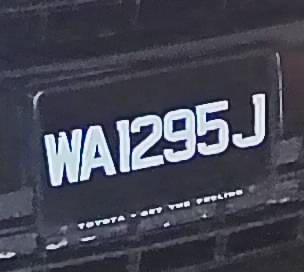 WA1295J
TOYOTA • GET THE FEELING